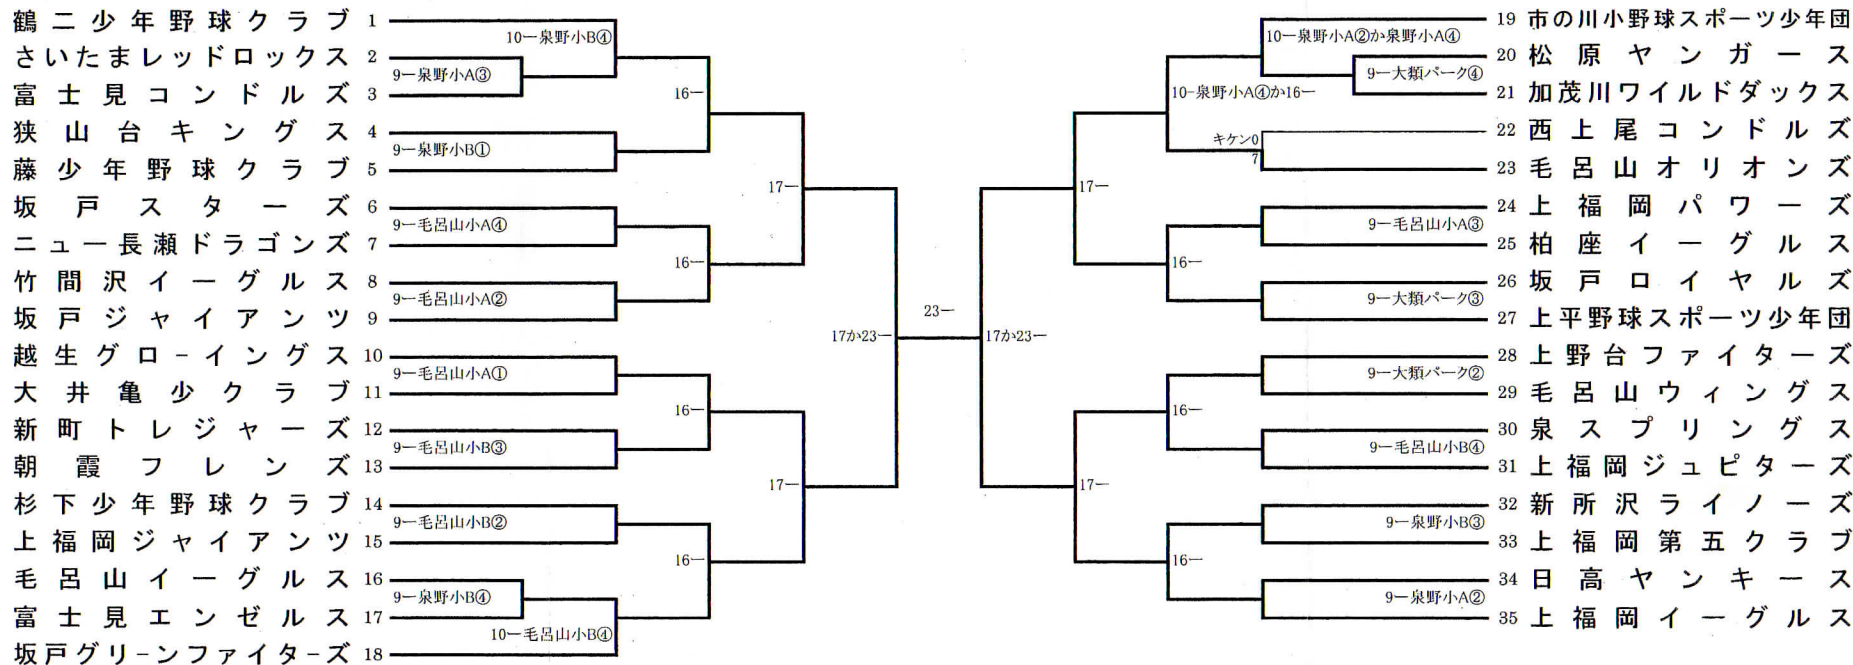 鶴二少年野球クラブ 1
10ー泉野小B④
さいたまレッドロックス 2
9ー泉野小A③
富士見コンドルズ 3
16ー
狭山台キングス 4
9ー泉野小B①
藤少年野球クラブ 5
17ー
坂戸スターズ 6
9ー毛呂山小A④
ニュー長瀬ドラゴンズ 7
16ー
竹間沢イーグルス 8
9ー毛呂山小A②
坂戸ジャイアンツ 9
17か23ー
越生グロ-イングス 10
9ー毛呂山小A①
大井亀少クラブ 11
16ー
新町トレジャーズ 12
9ー毛呂山小B③
朝霞フレンズ 13
17ー
杉下少年野球クラブ 14
9ー毛呂山小B②
上福岡ジャイアンツ 15
16ー
毛呂山イーグルス 16
9ー泉野小B④
富士見エンゼルス 17
10ー毛呂山小B④
坂戸グリ-ンファイタ-ズ 18
23ー
19 市の川小野球スポーツ少年団
10ー泉野小A②か泉野小A④
20 松原ヤンガース
9ー大類パーク④
21 加茂川ワイルドダックス
10-泉野小A④か16ー
22 西上尾コンドルズ
キケン0
7
23 毛呂山オリオンズ
17ー
24 上福岡パワーズ
9ー毛呂山小A③
25 柏座イーグルス
16ー
26 坂戸ロイヤルズ
9ー大類パーク③
27 上平野球スポーツ少年団
17か23ー
28 上野台ファイターズ
9ー大類パーク②
29 毛呂山ウィングス
16ー
30 泉スプリングス
9ー毛呂山小B④
31 上福岡ジュピターズ
17ー
32 新所沢ライノーズ
9ー泉野小B③
33 上福岡第五クラブ
16ー
34 日高ヤンキース
9ー泉野小A②
35 上福岡イーグルス